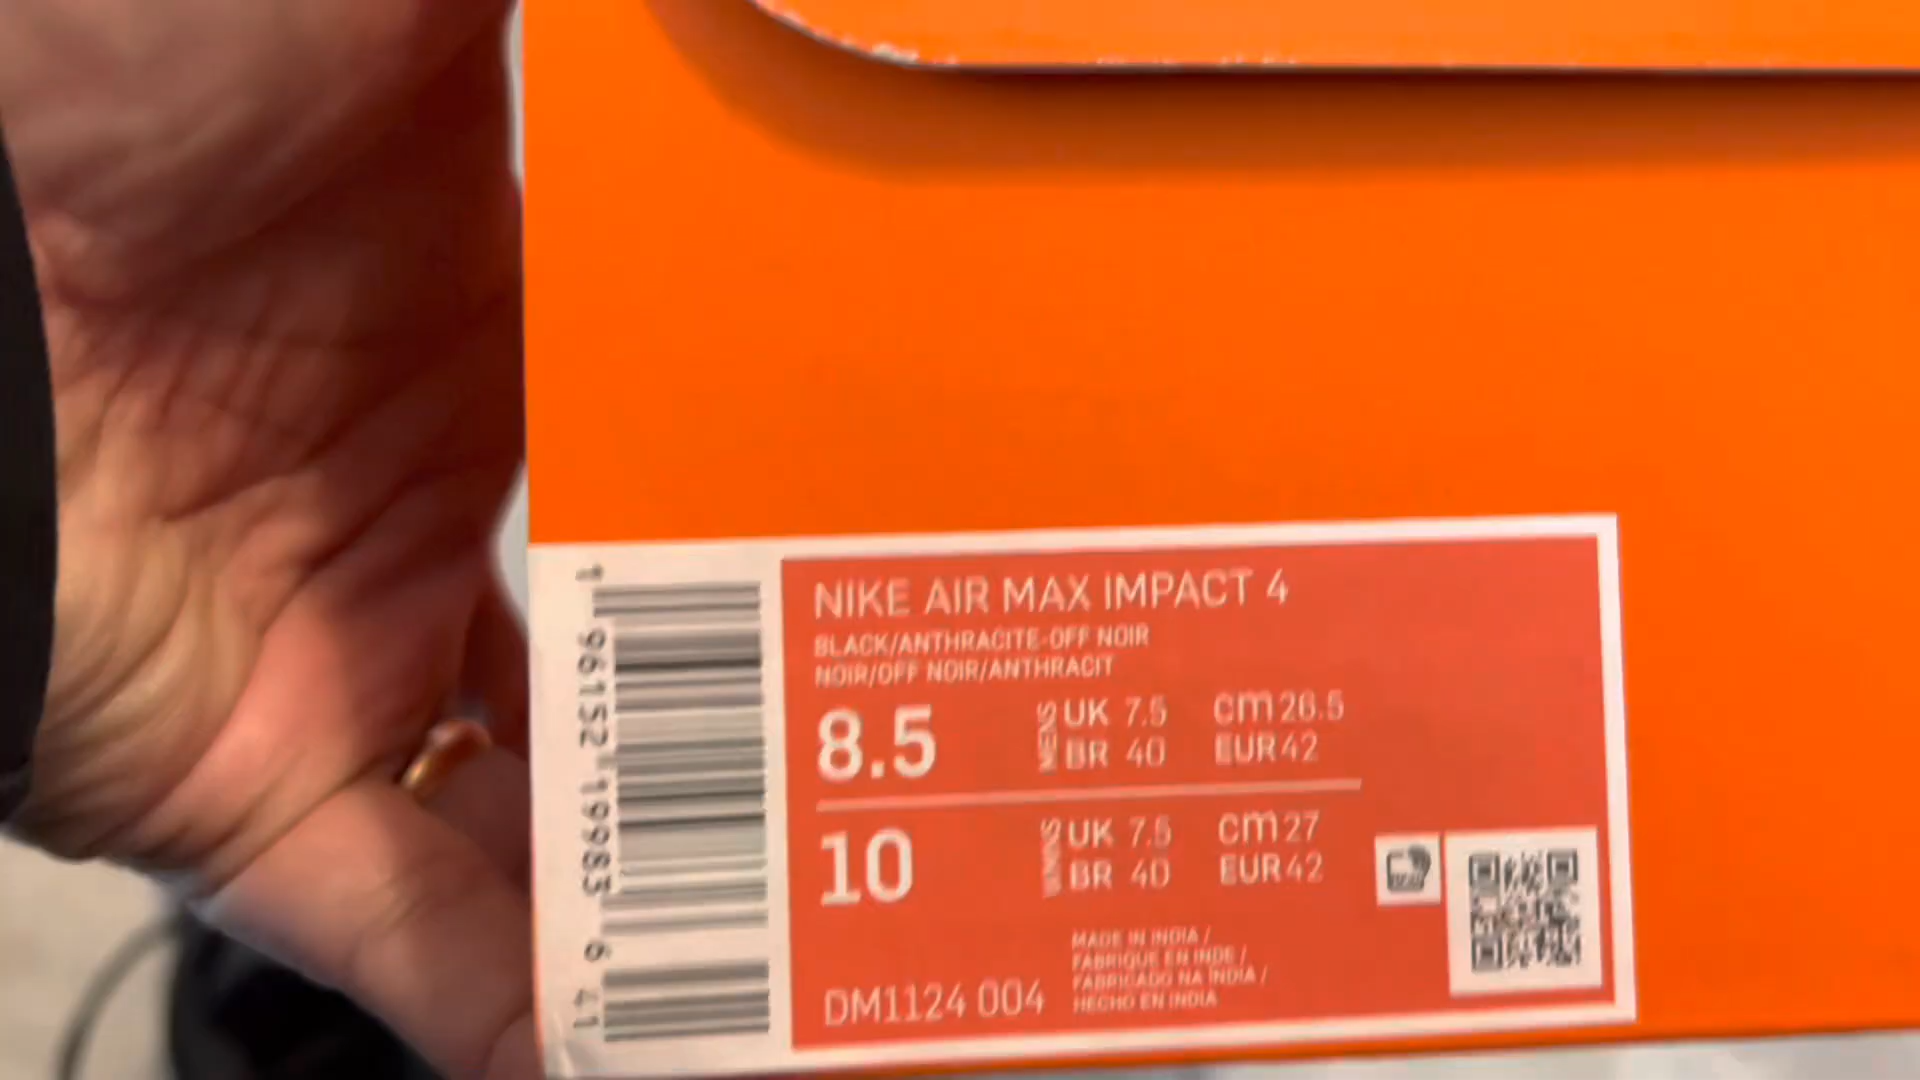 NIKE AIR MAX IMPACT 4
BLACK/ANTHRACITE-OFF NOIR
NOIR/OFF NOIR/ANTHRACIT
8.5
MENS
UK 7.5 cm 26.5
BR 40 EUR 42
10
UK 7.5 cm 27
BR 40 EUR 42
MADE IN INDIA /
FABRIQUE EN INDE /
FABRICADO NA INDIA /
HECHO EN INDIA
DM1124 004
1 96152 19983 6 41